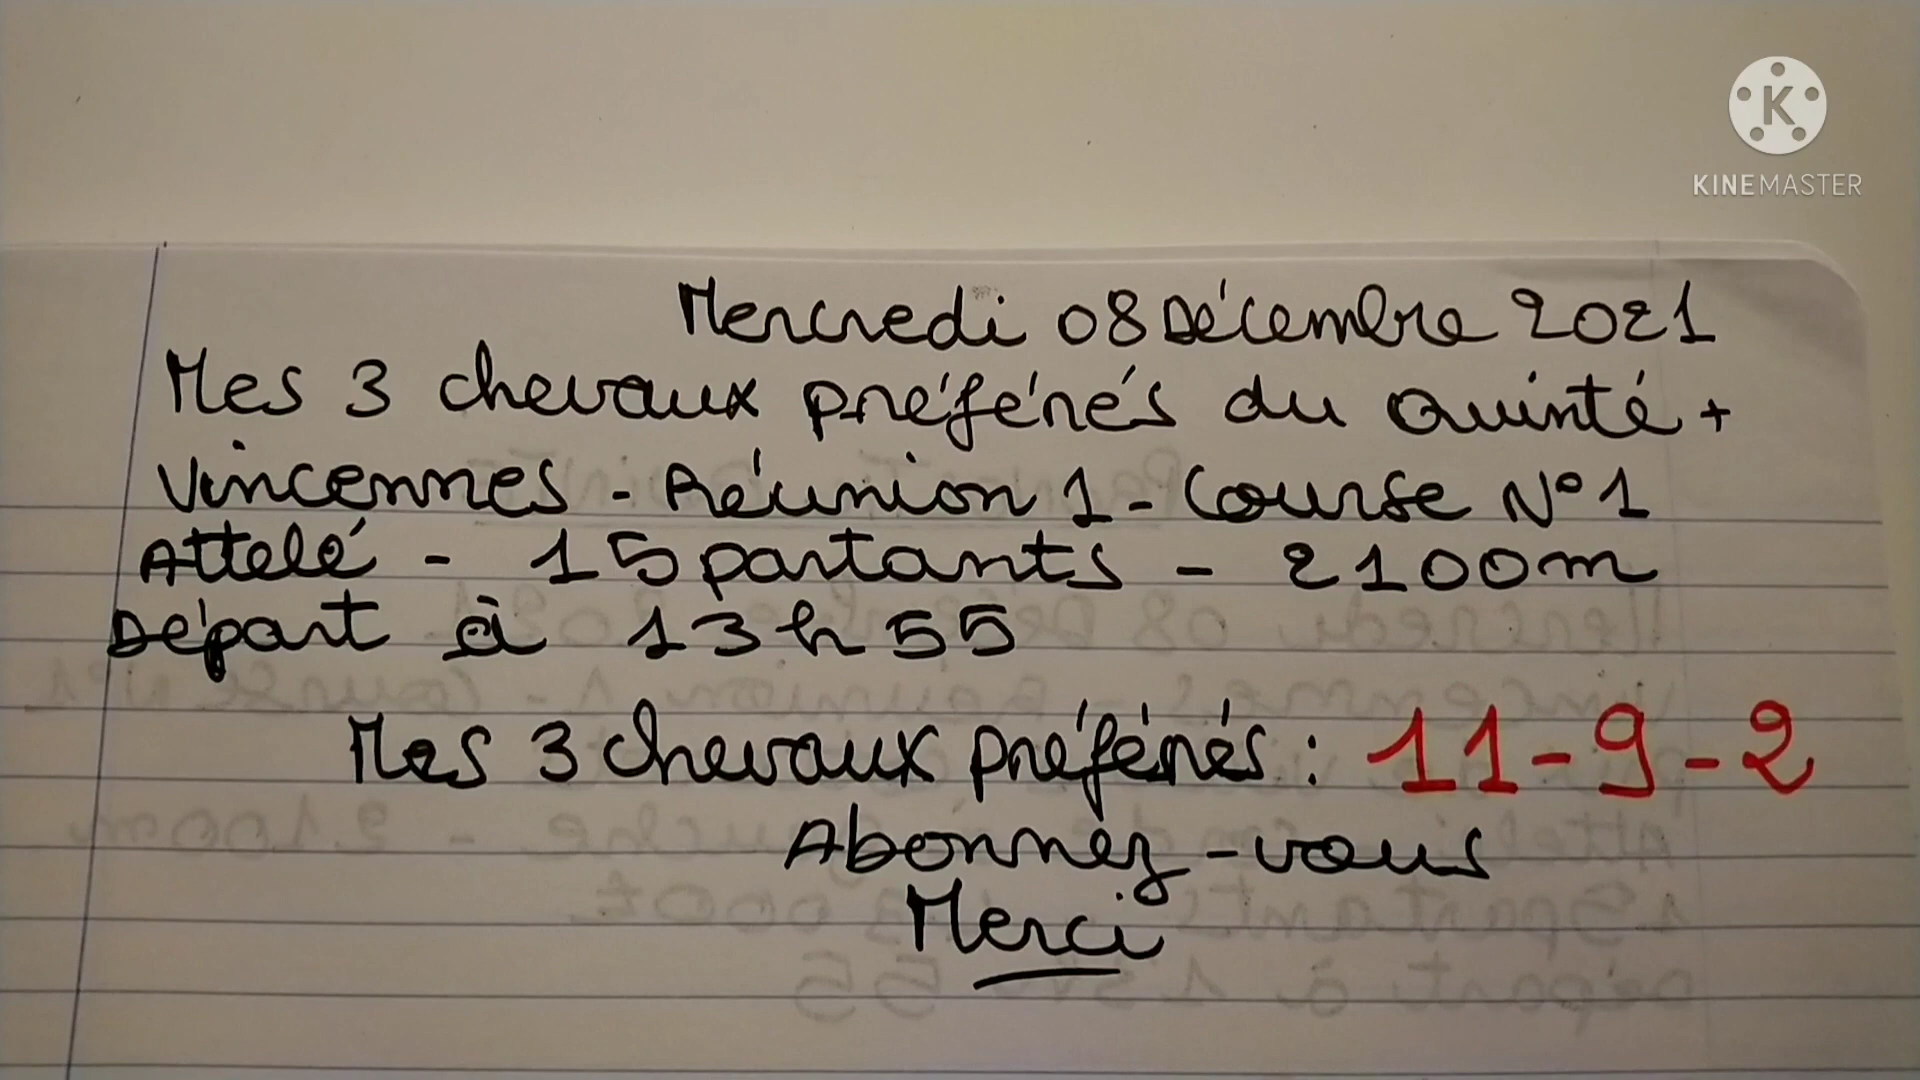 KINEMASTER
Mercredi 08 Décembre 2021
Mes 3 chevaux préférés du Quinté +
Vincennes - Réunion 1 - Course N°1
Attelé - 15 partants - 2100m
Départ à 13h55
Mes 3 chevaux préférés : 11-9-2
Abonnez-vous
Merci